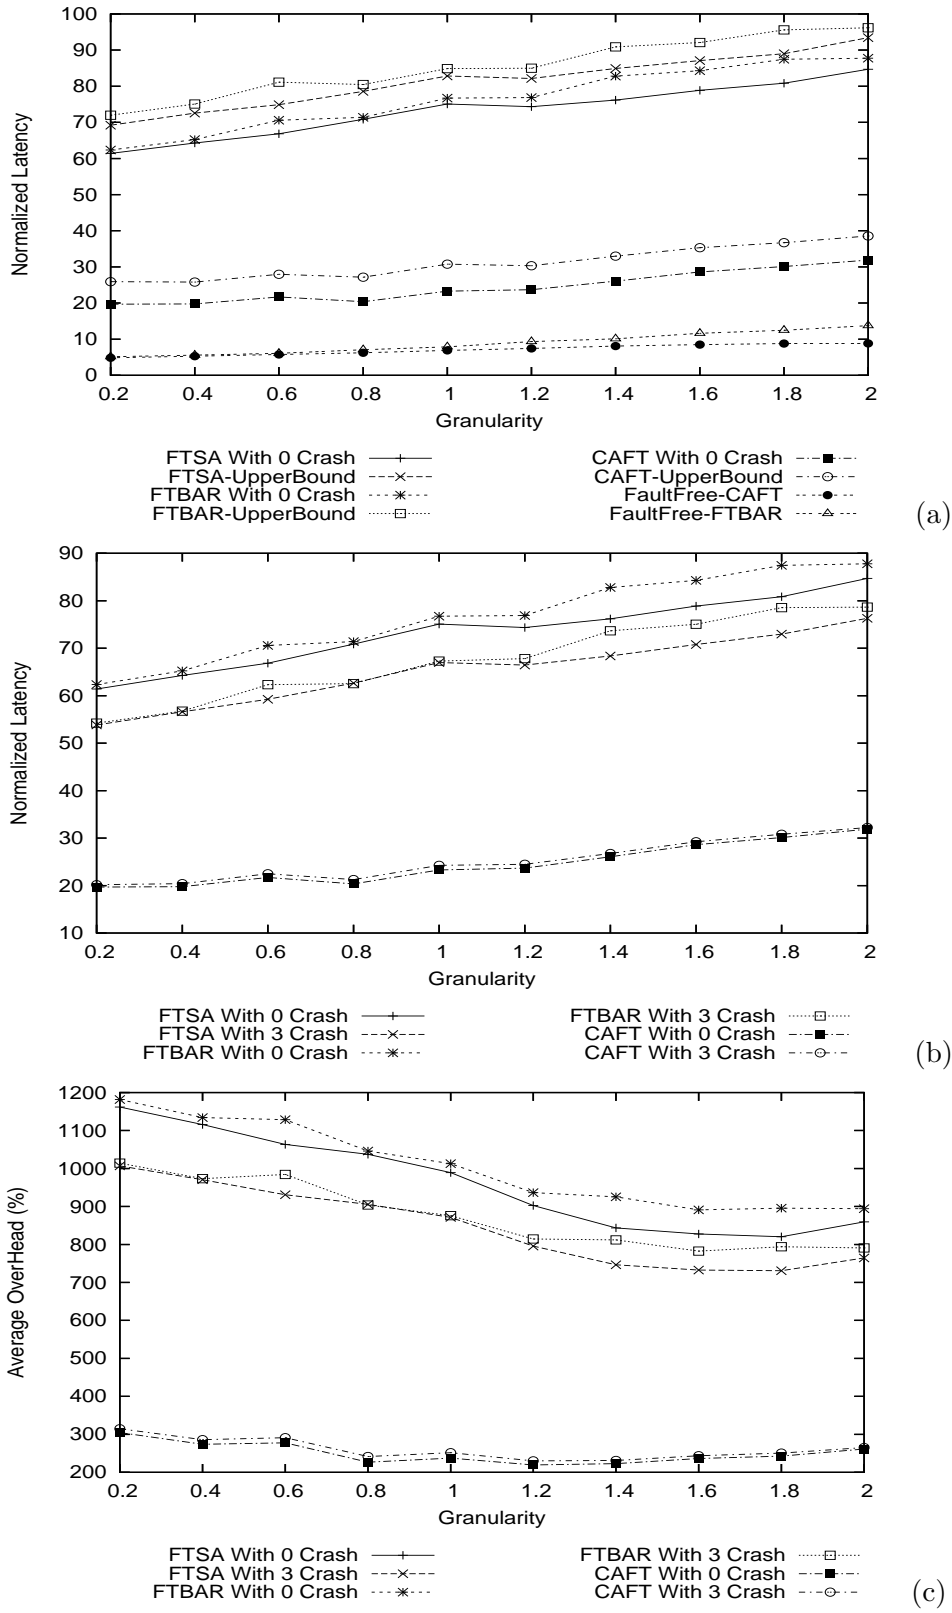 100
90
80
70
60
50
40
30
20
10
0
Normalized Latency
0.2 0.4 0.6 0.8 1 1.2 1.4 1.6 1.8 2
Granularity
FTSA With 0 Crash
FTSA-UpperBound
FTBAR With 0 Crash
FTBAR-UpperBound
CAFT With 0 Crash
CAFT-UpperBound
FaultFree-CAFT
FaultFree-FTBAR
(a)
90
80
70
60
50
40
30
20
10
Normalized Latency
0.2 0.4 0.6 0.8 1 1.2 1.4 1.6 1.8 2
Granularity
FTSA With 0 Crash
FTSA With 3 Crash
FTBAR With 0 Crash
FTBAR With 3 Crash
CAFT With 0 Crash
CAFT With 3 Crash
(b)
1200
1100
1000
900
800
700
600
500
400
300
200
Average OverHead (%)
0.2 0.4 0.6 0.8 1 1.2 1.4 1.6 1.8 2
Granularity
FTSA With 0 Crash
FTSA With 3 Crash
FTBAR With 0 Crash
FTBAR With 3 Crash
CAFT With 0 Crash
CAFT With 3 Crash
(c)